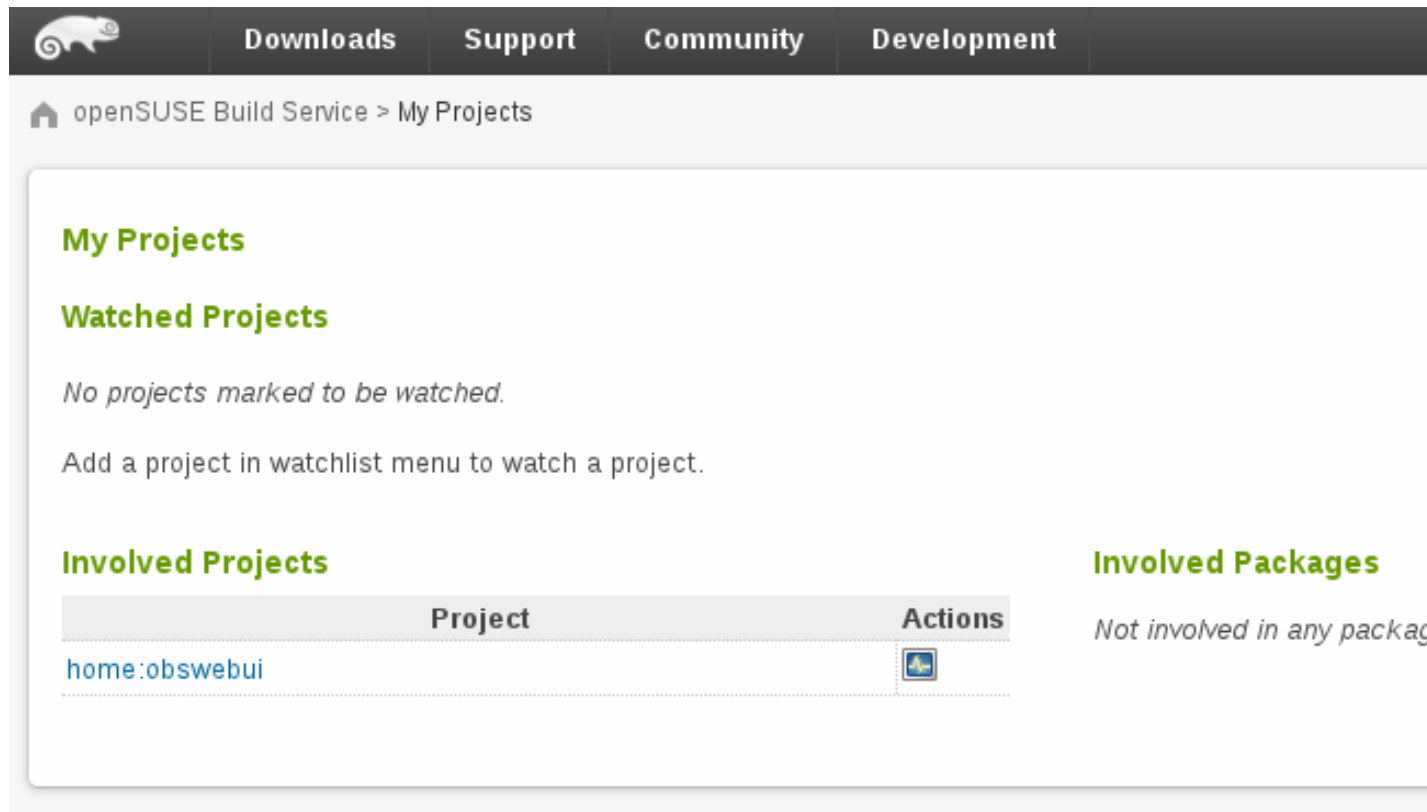 Downloads Support Community Development
openSUSE Build Service > My Projects
My Projects
Watched Projects
No projects marked to be watched.
Add a project in watchlist menu to watch a project.
Involved Projects
Project Actions
home:obswebui
Involved Packages
Not involved in any